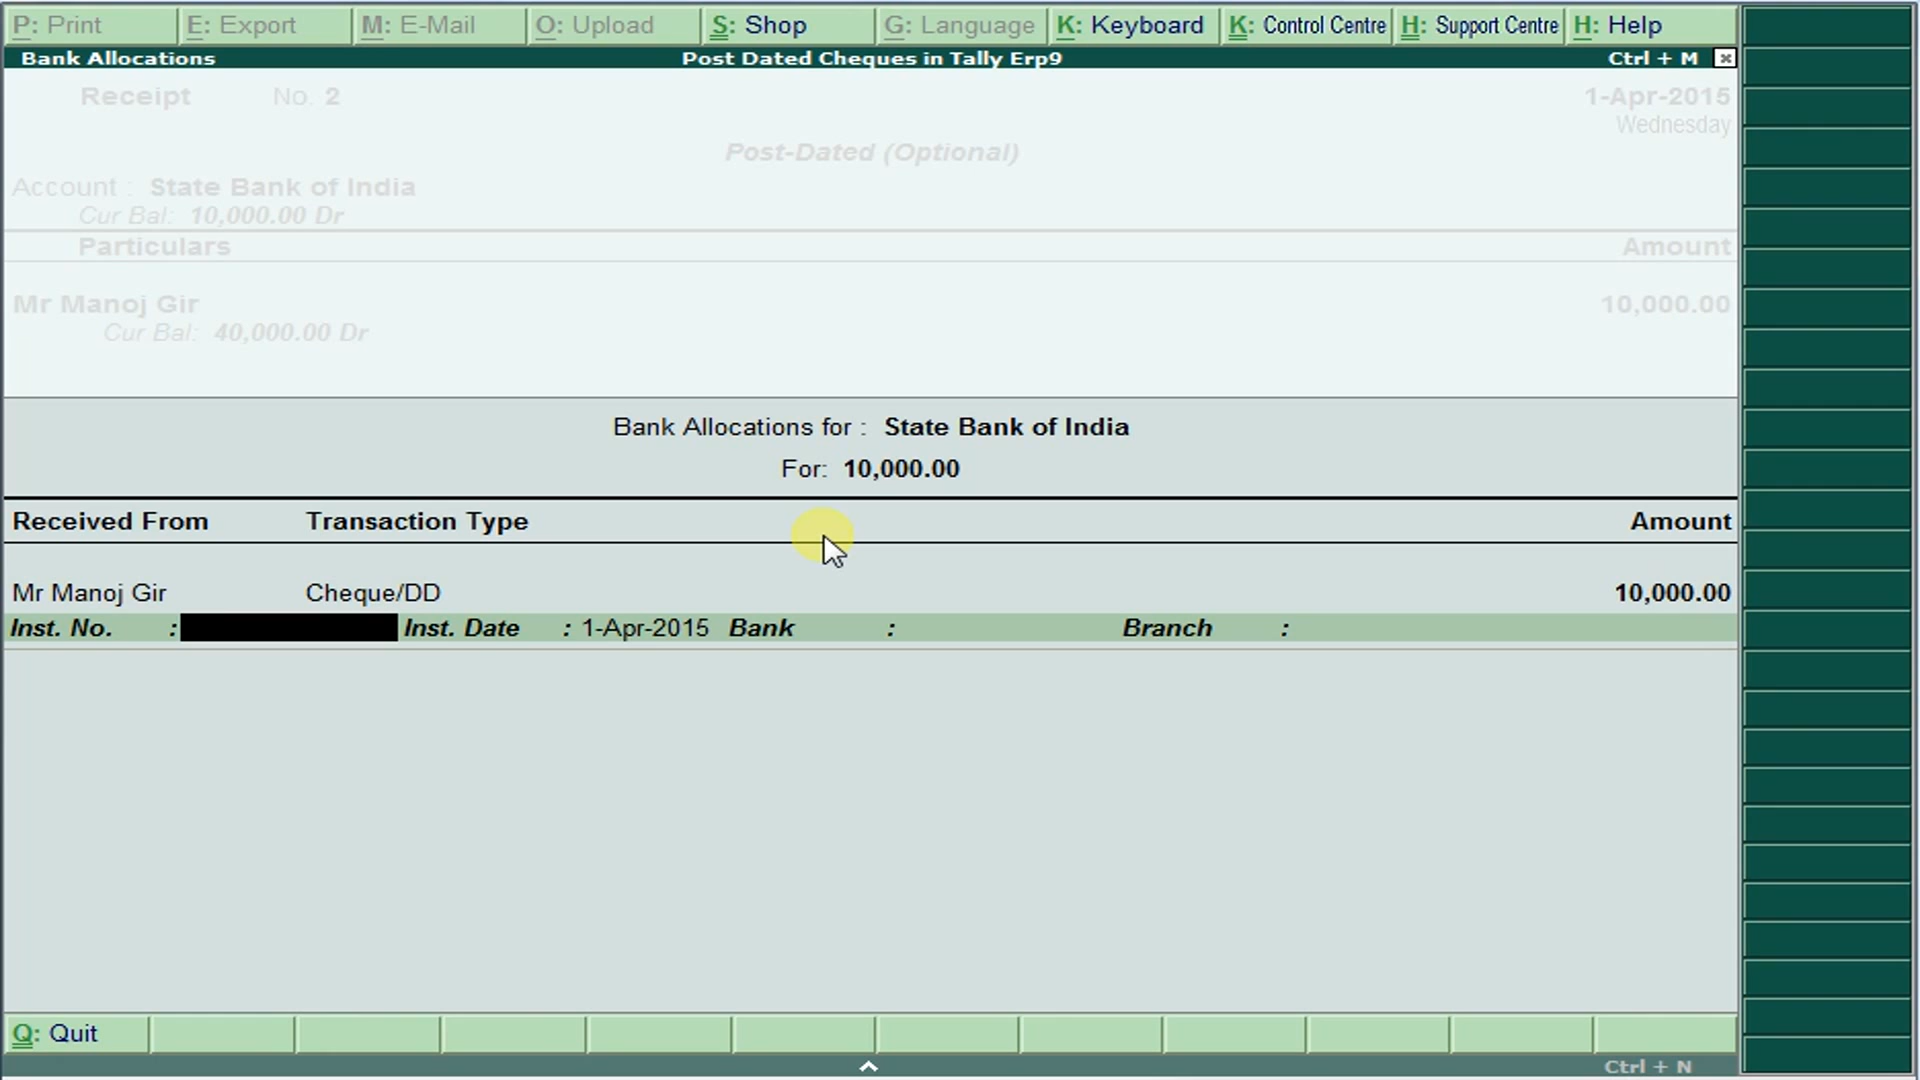 P: Print E: Export M: E-Mail O: Upload S: Shop G: Language K: Keyboard K: Control Centre H: Support Centre H: Help
Bank Allocations Post Dated Cheques in Tally Erp9 Ctrl + M
Receipt No. 2 1-Apr-2015
Wednesday
Post-Dated (Optional)
Account : State Bank of India
Cur Bal: 10,000.00 Dr
Particulars Amount
Mr Manoj Gir 10,000.00
Cur Bal: 40,000.00 Dr
Bank Allocations for : State Bank of India
For: 10,000.00
Received From Transaction Type Amount
Mr Manoj Gir Cheque/DD 10,000.00
Inst. No. : Inst. Date : 1-Apr-2015 Bank : Branch :
Q: Quit
Ctrl + N